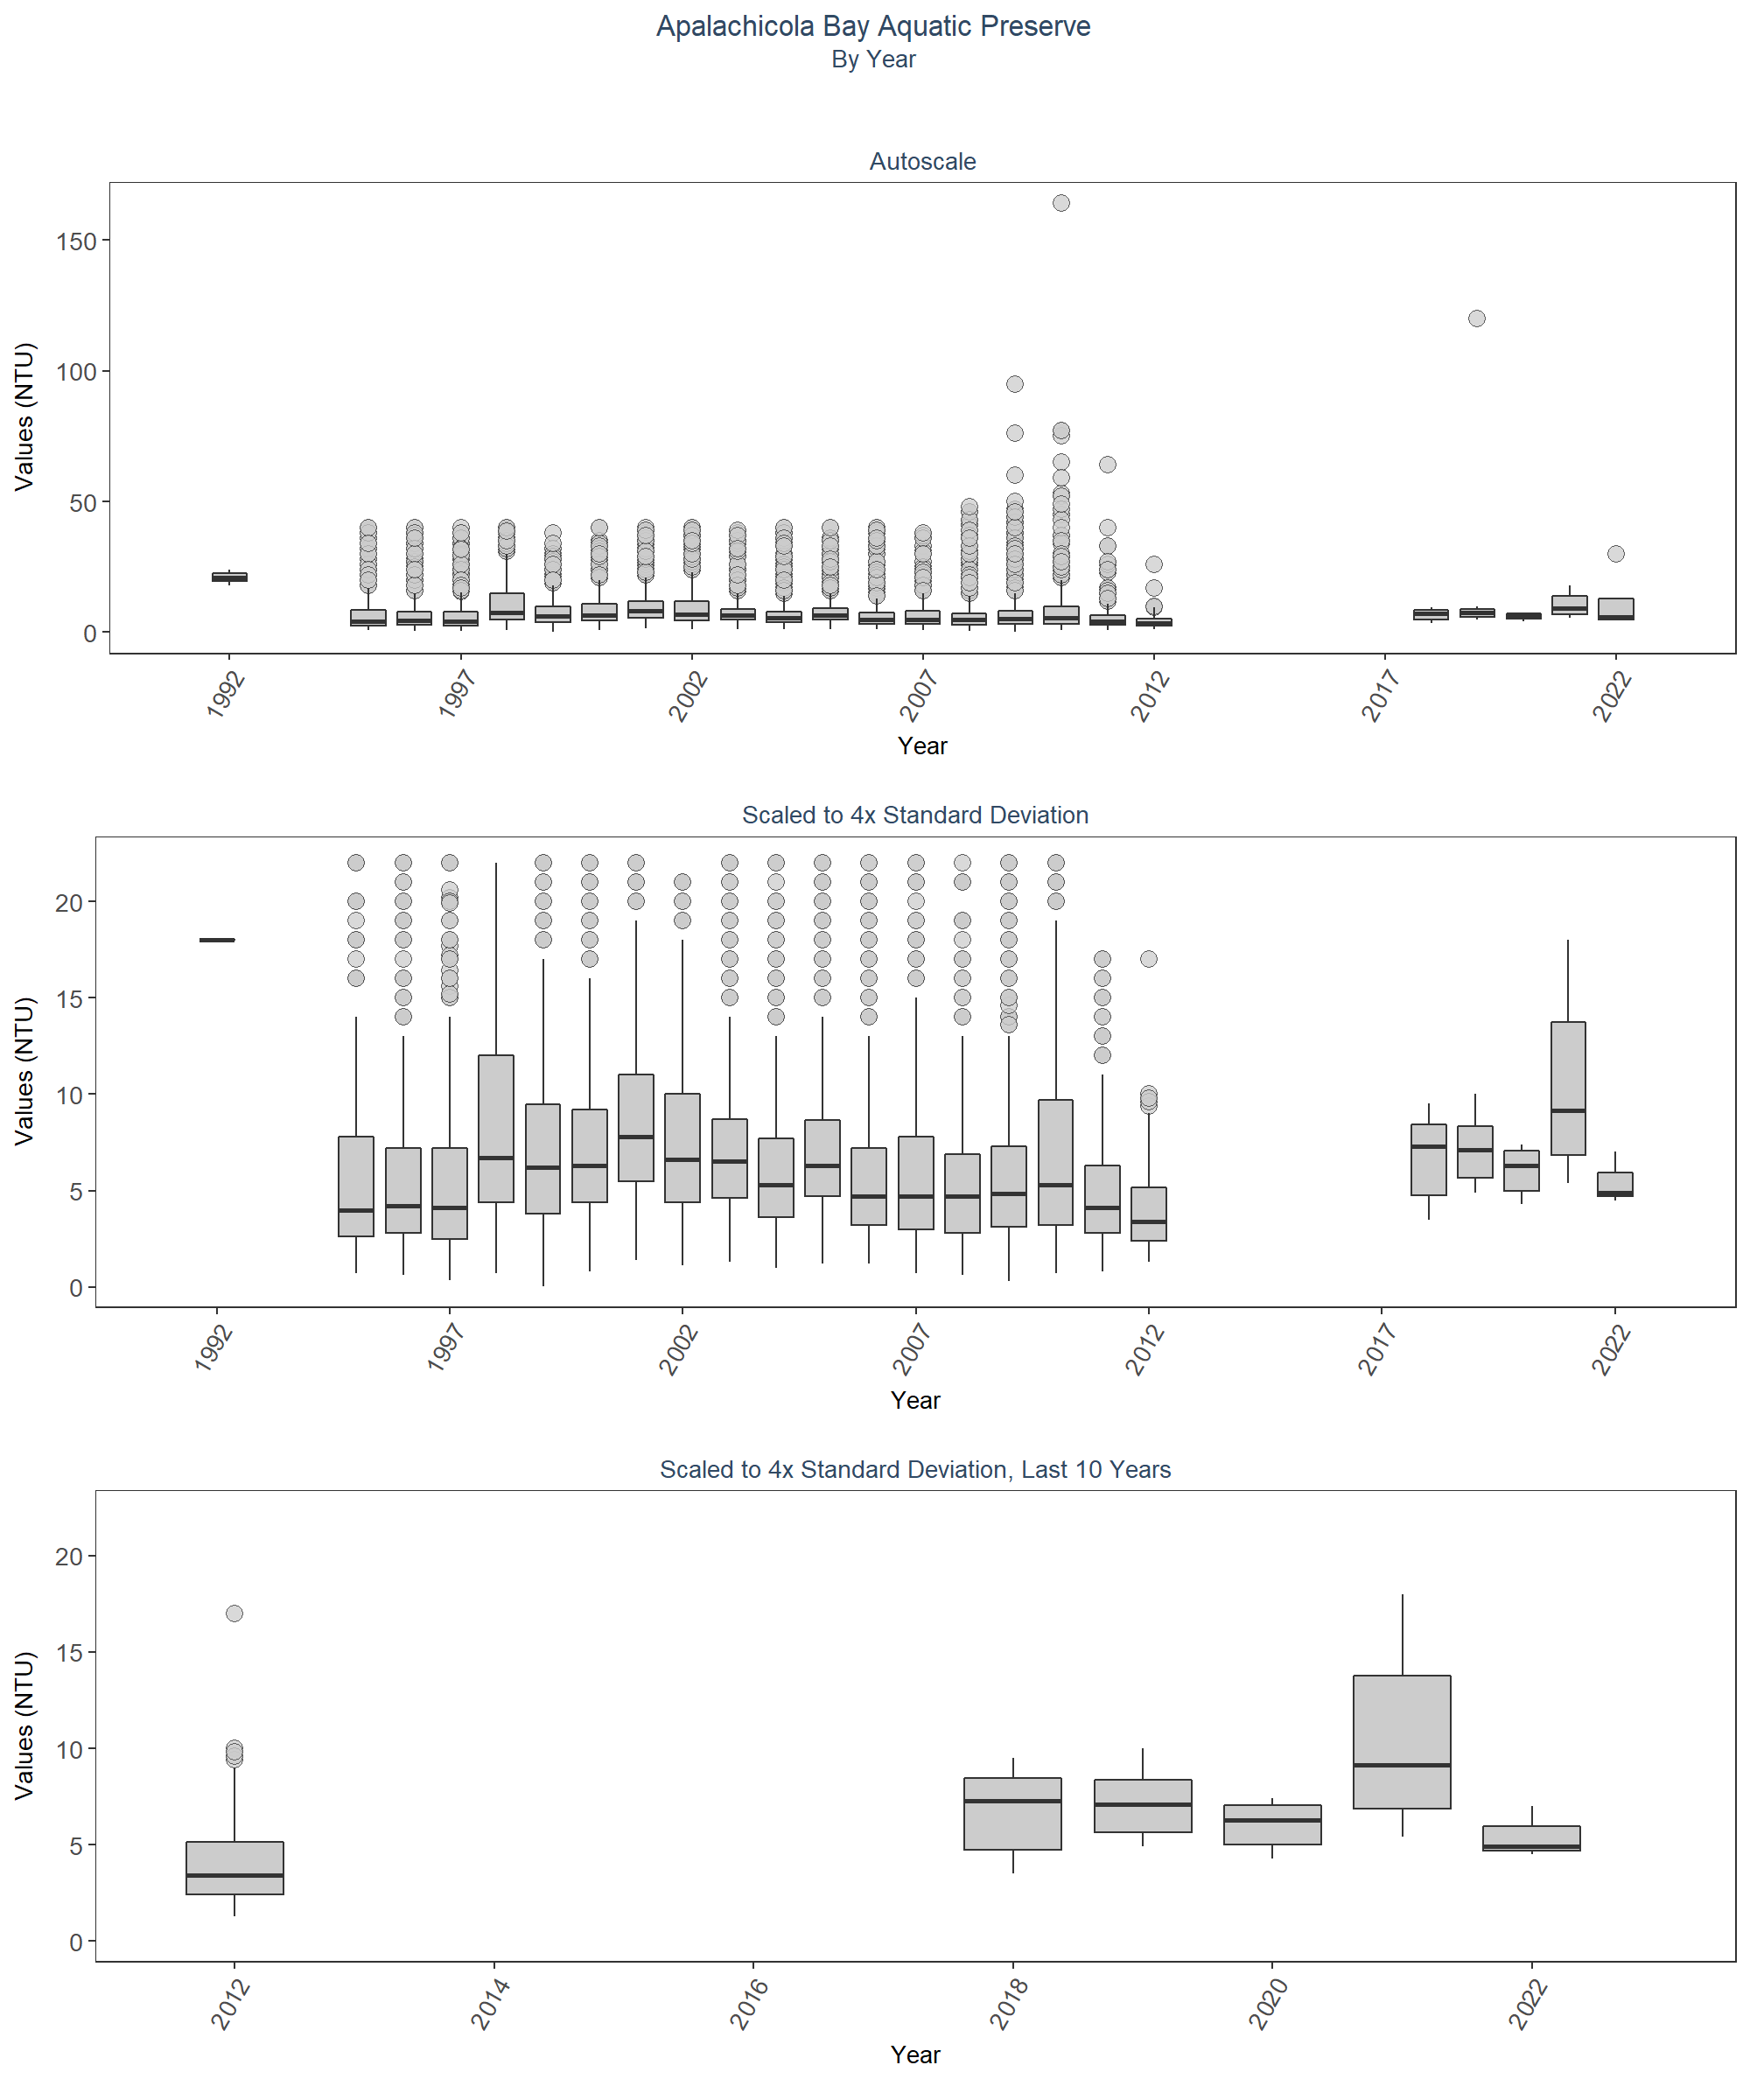 Apalachicola Bay Aquatic Preserve
By Year
Autoscale
Values (NTU)
150
100
50
0
1992 1997 2002 2007 2012 2017 2022
Year
Scaled to 4x Standard Deviation
Values (NTU)
20
15
10
5
0
1992 1997 2002 2007 2012 2017 2022
Year
Scaled to 4x Standard Deviation, Last 10 Years
Values (NTU)
20
15
10
5
0
2012 2014 2016 2018 2020 2022
Year